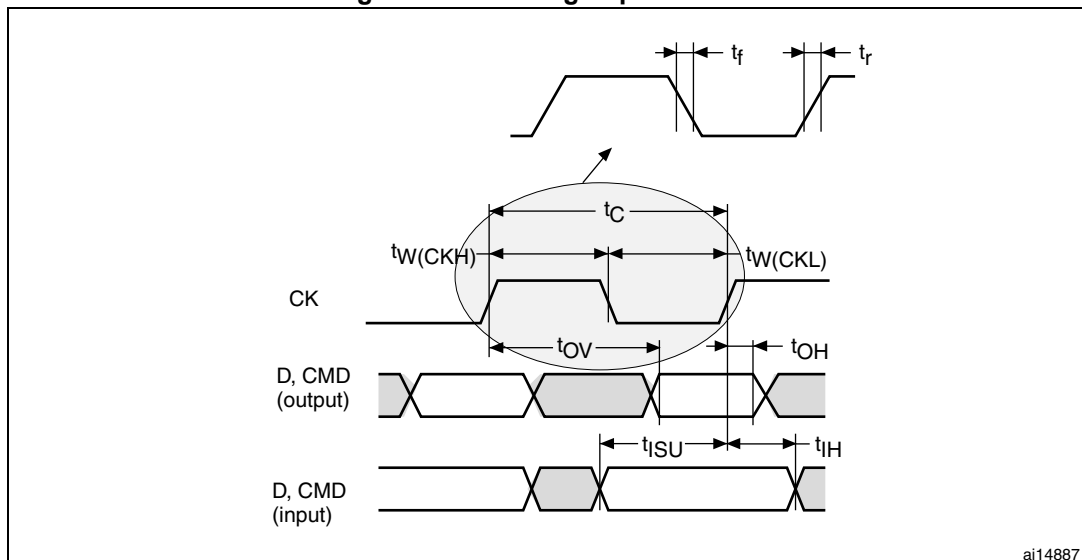 tf
tr
tC
tW(CKH)
tW(CKL)
CK
tOV
tOH
D, CMD
(output)
tISU
tIH
D, CMD
(input)
ai14887